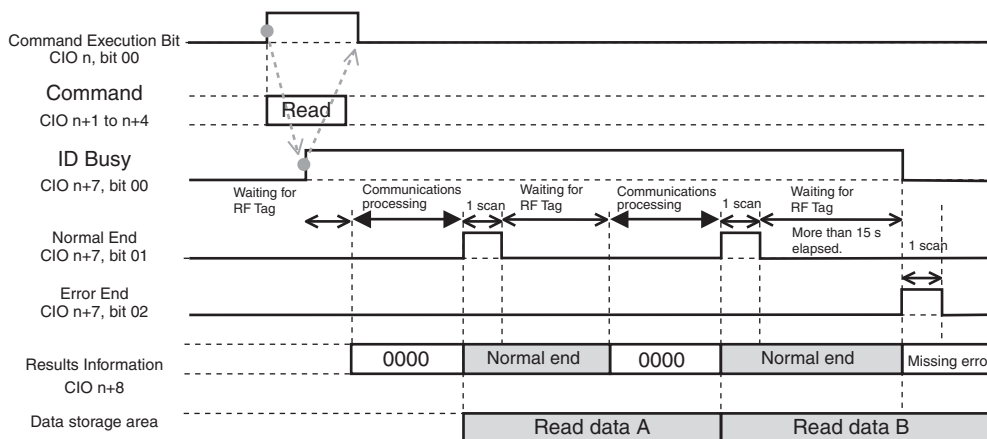 Command Execution Bit
CIO n, bit 00
Command
Read
CIO n+1 to n+4
ID Busy
CIO n+7, bit 00
Waiting for
RF Tag
Communications
processing
1 scan
Waiting for
RF Tag
Communications
processing
1 scan
Waiting for
RF Tag
More than 15 s
elapsed.
1 scan
Normal End
CIO n+7, bit 01
Error End
CIO n+7, bit 02
Results Information
CIO n+8
0000
Normal end
0000
Normal end
Missing error
Data storage area
Read data A
Read data B